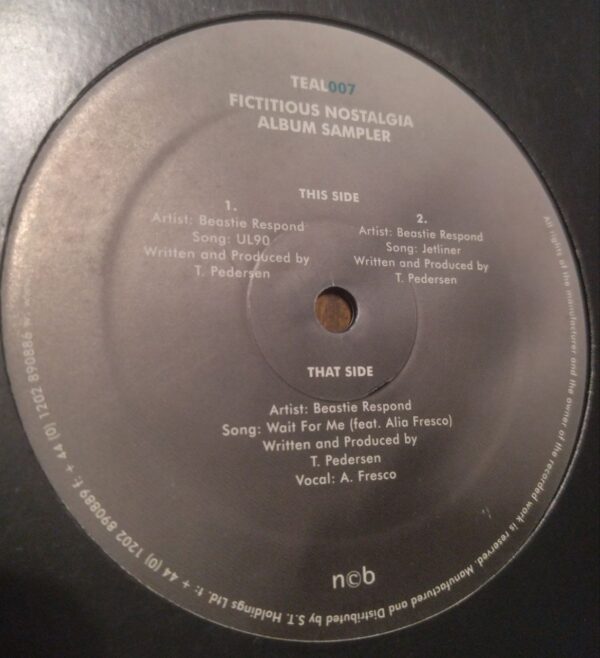 TEAL007
FICTITIOUS NOSTALGIA
ALBUM SAMPLER
THIS SIDE
1.
Artist: Beastie Respond
Song: UL90
Written and Produced by
T. Pedersen
2.
Artist: Beastie Respond
Song: Jetliner
Written and Produced by
T. Pedersen
THAT SIDE
Artist: Beastie Respond
Song: Wait For Me (feat. Alia Fresco)
Written and Produced by
T. Pedersen
Vocal: A. Fresco
n©b
All rights of the manufacturer and the owner of the recorded work is reserved. Manufactured and Distributed by S.T. Holdings Ltd. t: + 44 (0) 1202 890889 f: + 44 (0) 1202 890886